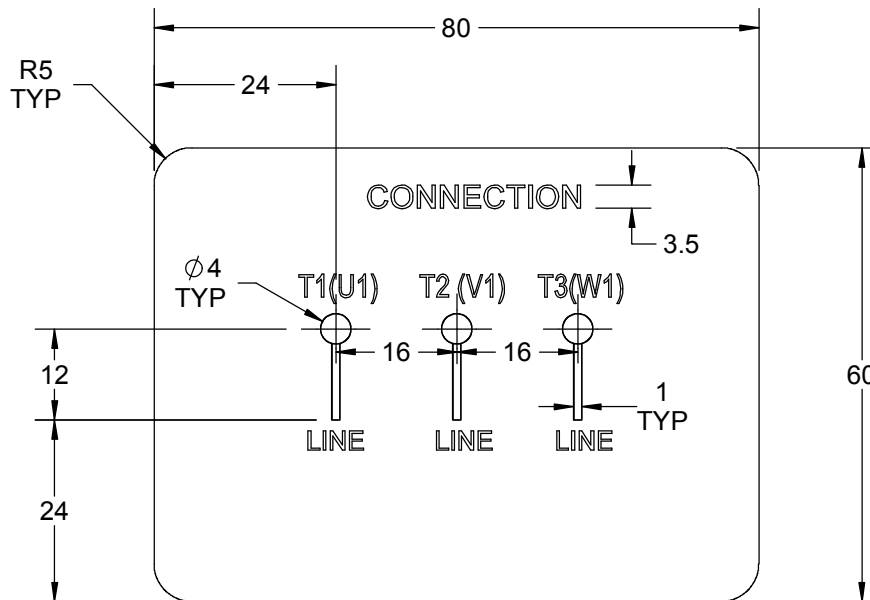 80
24
R5
TYP
CONNECTION
3.5
⌀4
TYP
T1(U1)
T2 (V1)
T3(W1)
12
16
16
60
1
TYP
LINE
LINE
LINE
24